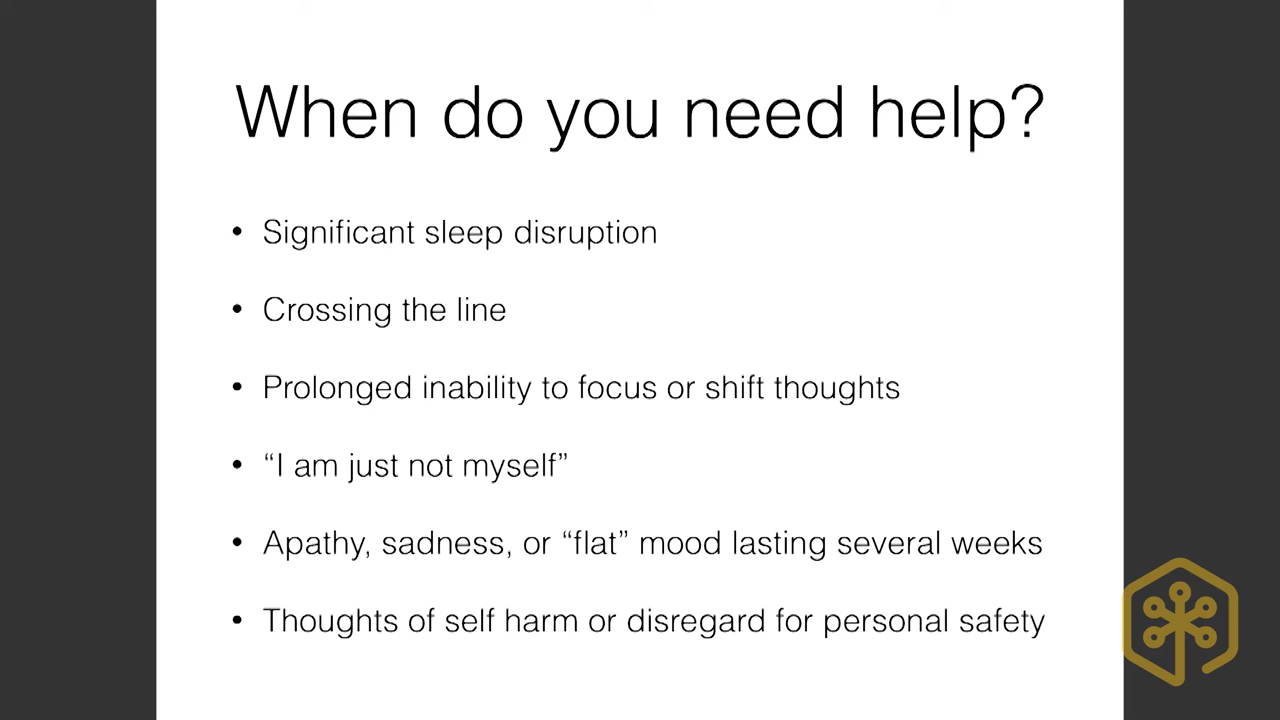 When do you need help?
• Significant sleep disruption
• Crossing the line
• Prolonged inability to focus or shift thoughts
• “I am just not myself”
• Apathy, sadness, or “flat” mood lasting several weeks
• Thoughts of self harm or disregard for personal safety